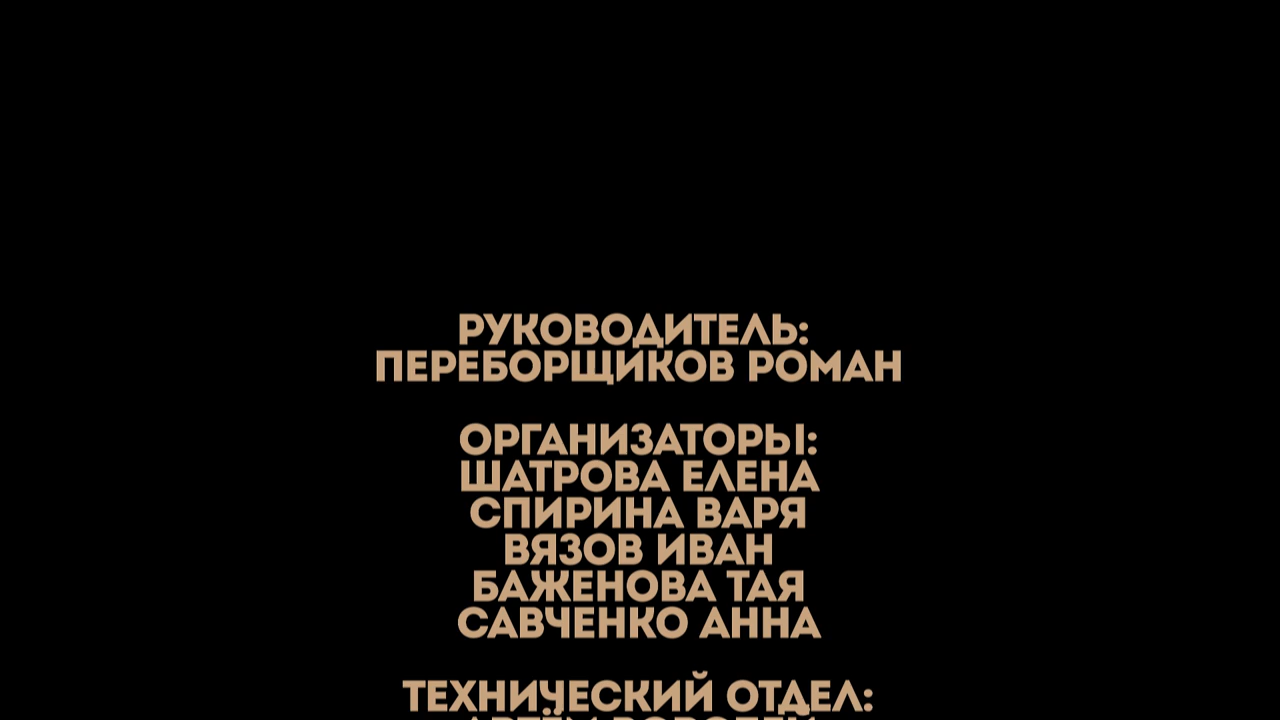 РУКОВОДИТЕЛЬ:
ПЕРЕБОРЩИКОВ РОМАН
ОРГАНИЗАТОРЫ:
ШАТРОВА ЕЛЕНА
СПИРИНА ВАРЯ
ВЯЗОВ ИВАН
БАЖЕНОВА ТАЯ
САВЧЕНКО АННА
ТЕХНИЧЕСКИЙ ОТДЕЛ: